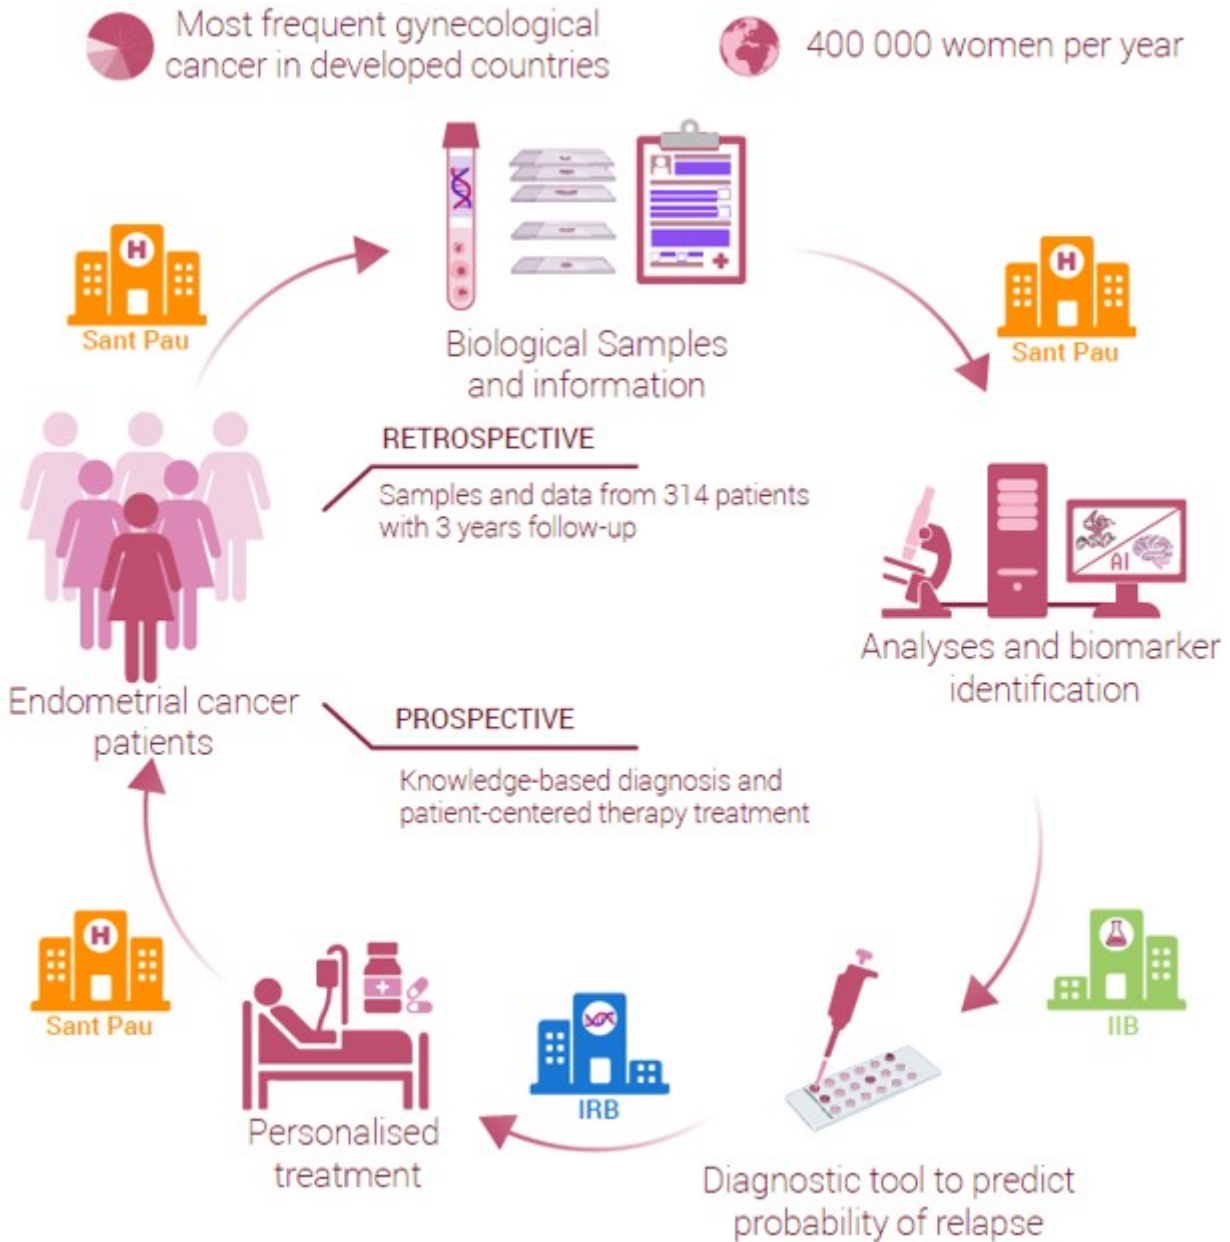 Most frequent gynecological
cancer in developed countries
400 000 women per year
H
Sant Pau
Biological Samples
and information
H
Sant Pau
RETROSPECTIVE
Samples and data from 314 patients
with 3 years follow-up
AI
Analyses and biomarker
identification
Endometrial cancer
patients
PROSPECTIVE
Knowledge-based diagnosis and
patient-centered therapy treatment
H
Sant Pau
IIB
IRB
Personalised
treatment
Diagnostic tool to predict
probability of relapse